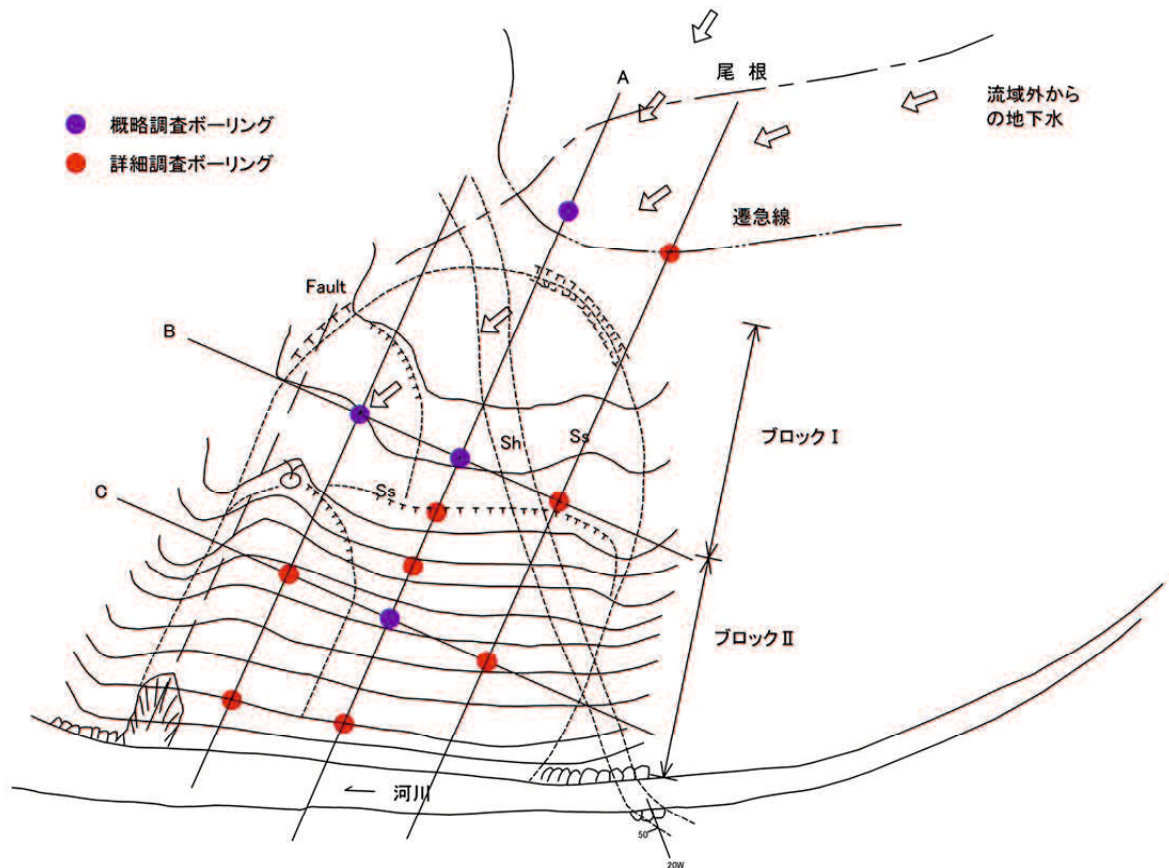 A
尾根
流域外から
の地下水
概略調査ボーリング
詳細調査ボーリング
遷急線
Fault
B
ブロックⅠ
Sh
Ss
Ss
C
ブロックⅡ
← 河川
50
20W